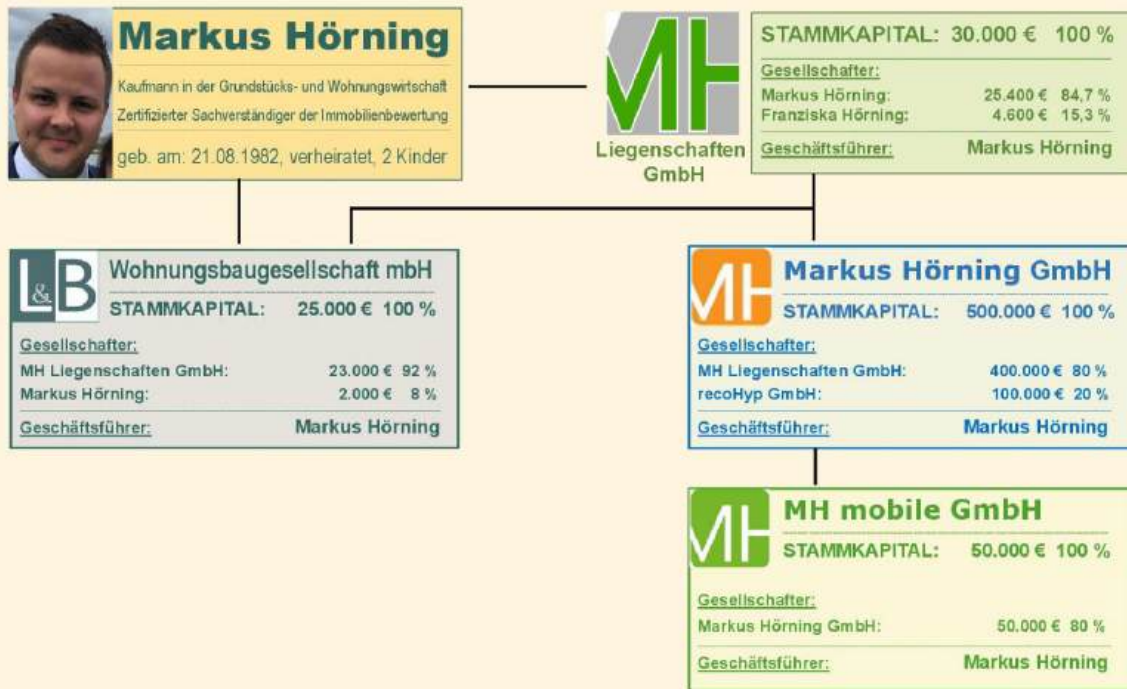 Markus Hörning
Kaufmann in der Grundstücks- und Wohnungswirtschaft
Zertifizierter Sachverständiger der Immobilienbewertung
geb. am: 21.08.1982, verheiratet, 2 Kinder
MH
Liegenschaften
GmbH
STAMMKAPITAL: 30.000 € 100 %
Gesellschafter:
Markus Hörning: 25.400 € 84,7 %
Franziska Hörning: 4.600 € 15,3 %
Geschäftsführer: Markus Hörning
L&B
Wohnungsbaugesellschaft mbH
STAMMKAPITAL: 25.000 € 100 %
Gesellschafter:
MH Liegenschaften GmbH: 23.000 € 92 %
Markus Hörning: 2.000 € 8 %
Geschäftsführer: Markus Hörning
MH
Markus Hörning GmbH
STAMMKAPITAL: 500.000 € 100 %
Gesellschafter:
MH Liegenschaften GmbH: 400.000 € 80 %
recoHyp GmbH: 100.000 € 20 %
Geschäftsführer: Markus Hörning
MH
MH mobile GmbH
STAMMKAPITAL: 50.000 € 100 %
Gesellschafter:
Markus Hörning GmbH: 50.000 € 80 %
Geschäftsführer: Markus Hörning